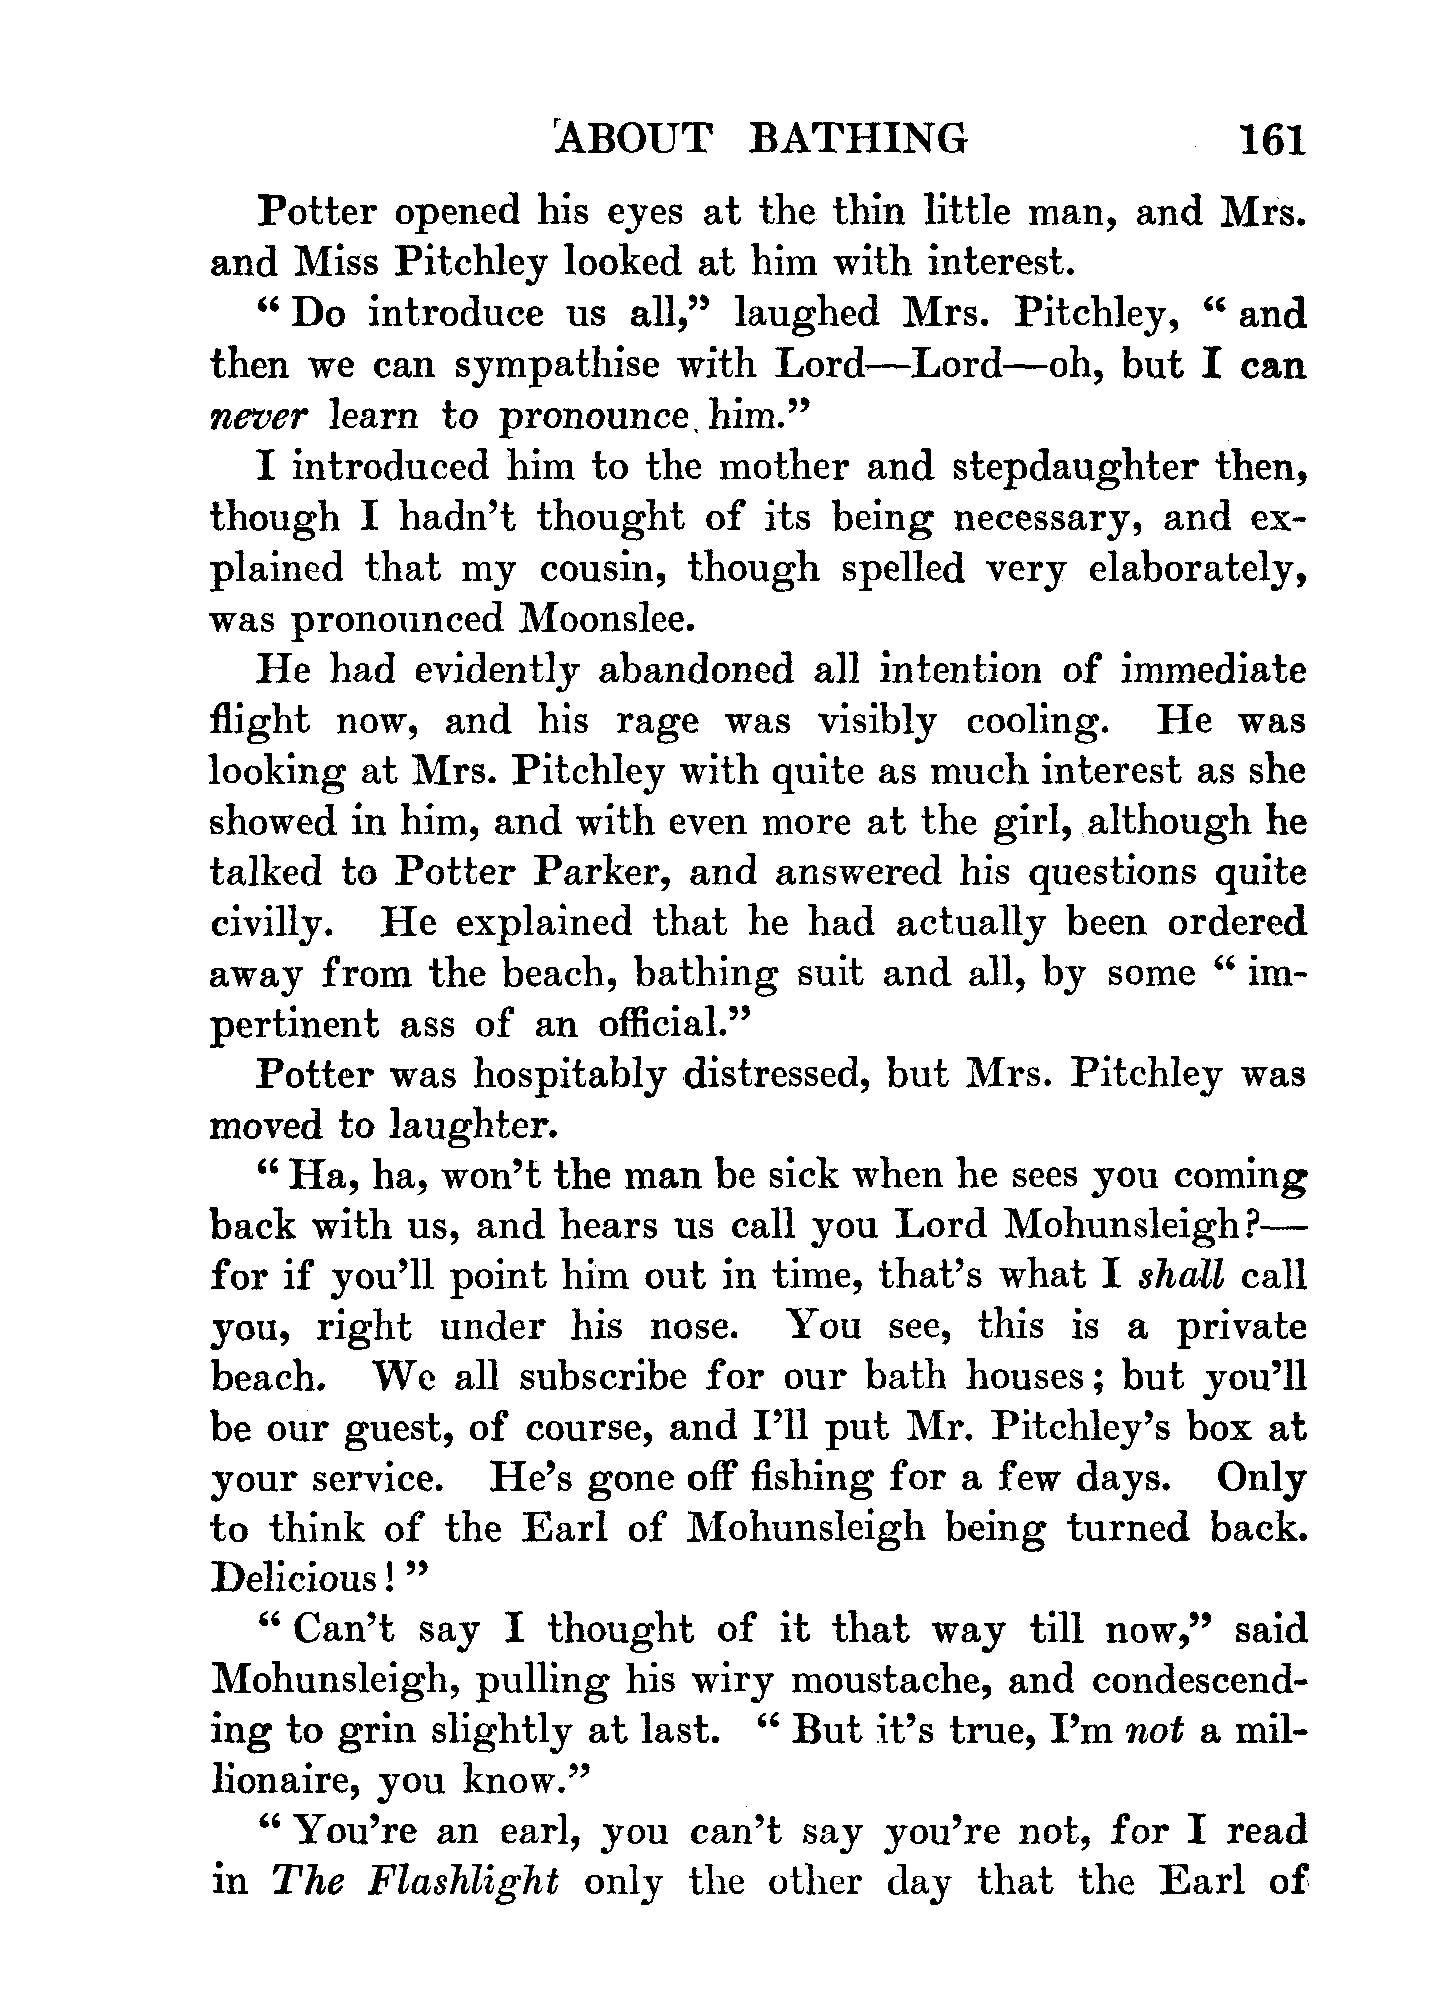 ABOUT BATHING 161
Potter opened his eyes at the thin little man, and Mrs.
and Miss Pitchley looked at him with interest.
“Do introduce us all,” laughed Mrs. Pitchley, “and
then we can sympathise with Lord—Lord—oh, but I can
never learn to pronounce him.”
I introduced him to the mother and stepdaughter then,
though I hadn’t thought of its being necessary, and ex-
plained that my cousin, though spelled very elaborately,
was pronounced Moonslee.
He had evidently abandoned all intention of immediate
flight now, and his rage was visibly cooling. He was
looking at Mrs. Pitchley with quite as much interest as she
showed in him, and with even more at the girl, although he
talked to Potter Parker, and answered his questions quite
civilly. He explained that he had actually been ordered
away from the beach, bathing suit and all, by some “im-
pertinent ass of an official.”
Potter was hospitably distressed, but Mrs. Pitchley was
moved to laughter.
“Ha, ha, won’t the man be sick when he sees you coming
back with us, and hears us call you Lord Mohunsleigh?—
for if you’ll point him out in time, that’s what I shall call
you, right under his nose. You see, this is a private
beach. We all subscribe for our bath houses; but you’ll
be our guest, of course, and I’ll put Mr. Pitchley’s box at
your service. He’s gone off fishing for a few days. Only
to think of the Earl of Mohunsleigh being turned back.
Delicious!”
“Can’t say I thought of it that way till now,” said
Mohunsleigh, pulling his wiry moustache, and condescend-
ing to grin slightly at last. “But it’s true, I’m not a mil-
lionaire, you know.”
“You’re an earl, you can’t say you’re not, for I read
in The Flashlight only the other day that the Earl of